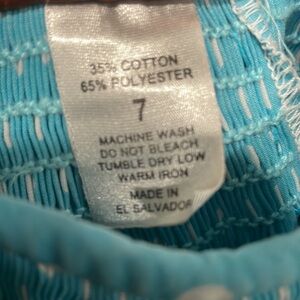 35% COTTON
65% POLYESTER
7
MACHINE WASH
DO NOT BLEACH
TUMBLE DRY LOW
WARM IRON
MADE IN
EL SALVADOR